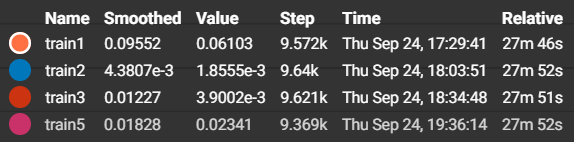 Name Smoothed Value Step Time Relative
train1 0.09552 0.06103 9.572k Thu Sep 24, 17:29:41 27m 46s
train2 4.3807e-3 1.8555e-3 9.64k Thu Sep 24, 18:03:51 27m 52s
train3 0.01227 3.9002e-3 9.621k Thu Sep 24, 18:34:48 27m 51s
train5 0.01828 0.02341 9.369k Thu Sep 24, 19:36:14 27m 52s